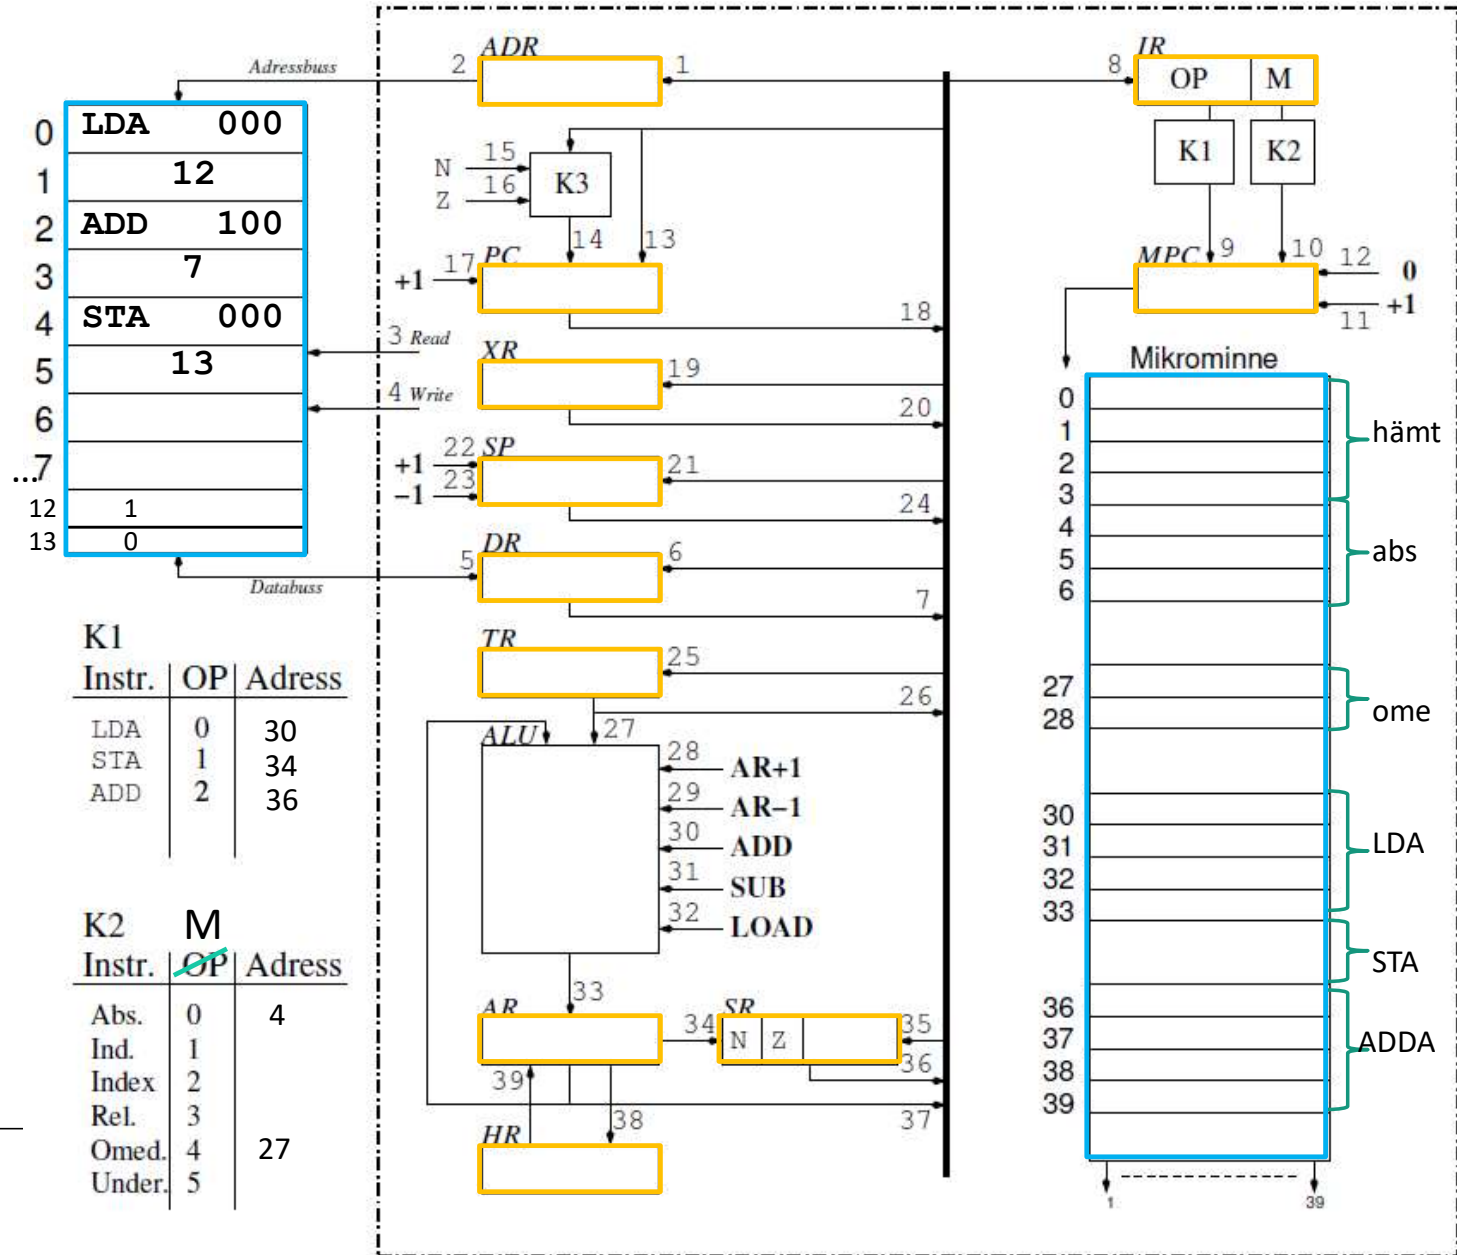 ADR
IR
2
Adressbuss
1
8
OP M
0 LDA 000
1 12
2 ADD 100
3 7
4 STA 000
5 13
6
...7
12 1
13 0
N 15
Z 16
K3
K1 K2
14 13
PC
+1 17
18
MPC 9 10 12 0
11 +1
3 Read
4 Write
XR
19
20
Mikrominne
0
1
2
3
4
5
6
27
28
30
31
32
33
36
37
38
39
hämt
abs
ome
LDA
STA
ADDA
1 39
+1 22 SP
-1 23
21
24
5 DR 6
Databuss
7
TR
25
26
27
ALU
28 AR+1
29 AR-1
30 ADD
31 SUB
32 LOAD
33
AR
34 SR 35
N Z
36
39
38
37
HR
K1
Instr. OP Adress
LDA 0 30
STA 1 34
ADD 2 36
K2 M
Instr. OP Adress
Abs. 0 4
Ind. 1
Index 2
Rel. 3
Omed. 4 27
Under. 5